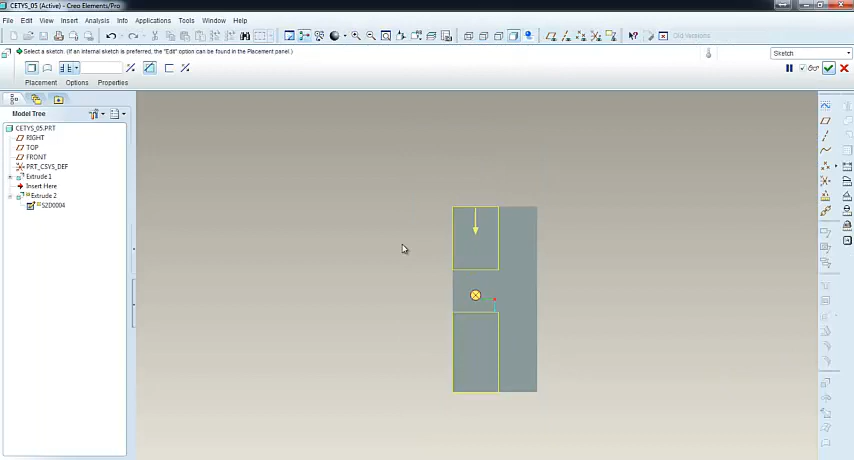 CETYS_05 (Active) - Creo Elements/Pro
File Edit View Insert Analysis Info Applications Tools Window Help
Old Versions
Select a sketch. (If an internal sketch is preferred, the "Edit" option can be found in the Placement panel.)
Sketch
Placement Options Properties
Model Tree
CETYS_05.PRT
RIGHT
TOP
FRONT
PRT_CSYS_DEF
Extrude 1
Insert Here
Extrude 2
S2D0004